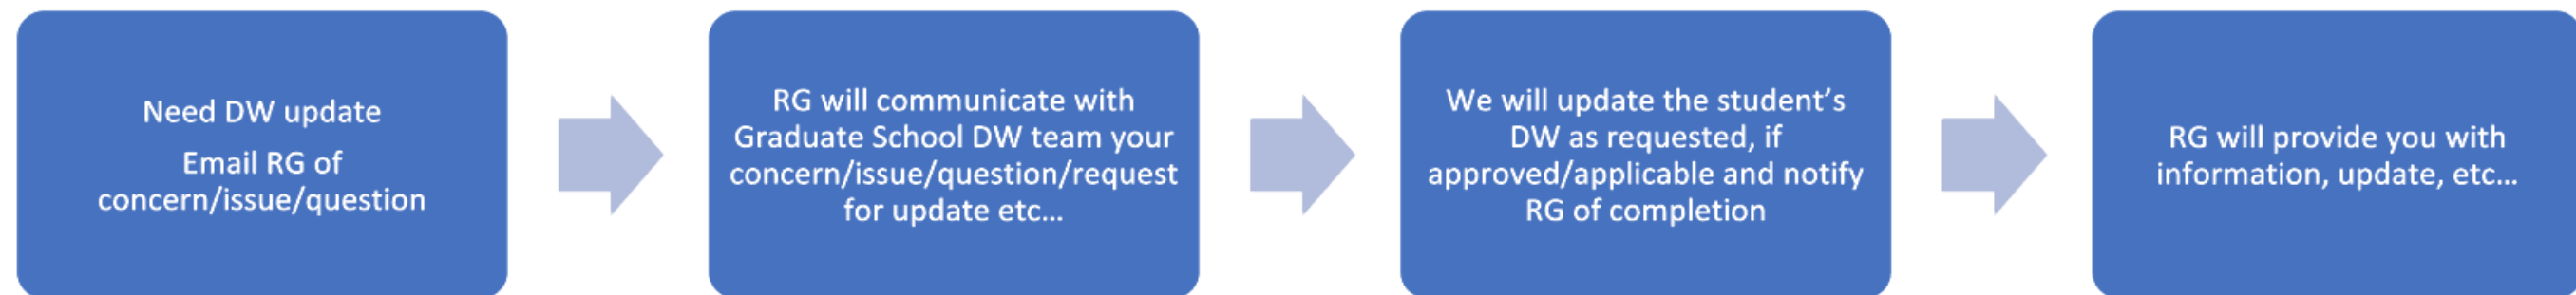 Need DW update
Email RG of
concern/issue/question
RG will communicate with
Graduate School DW team your
concern/issue/question/request
for update etc...
We will update the student's
DW as requested, if
approved/applicable and notify
RG of completion
RG will provide you with
information, update, etc...